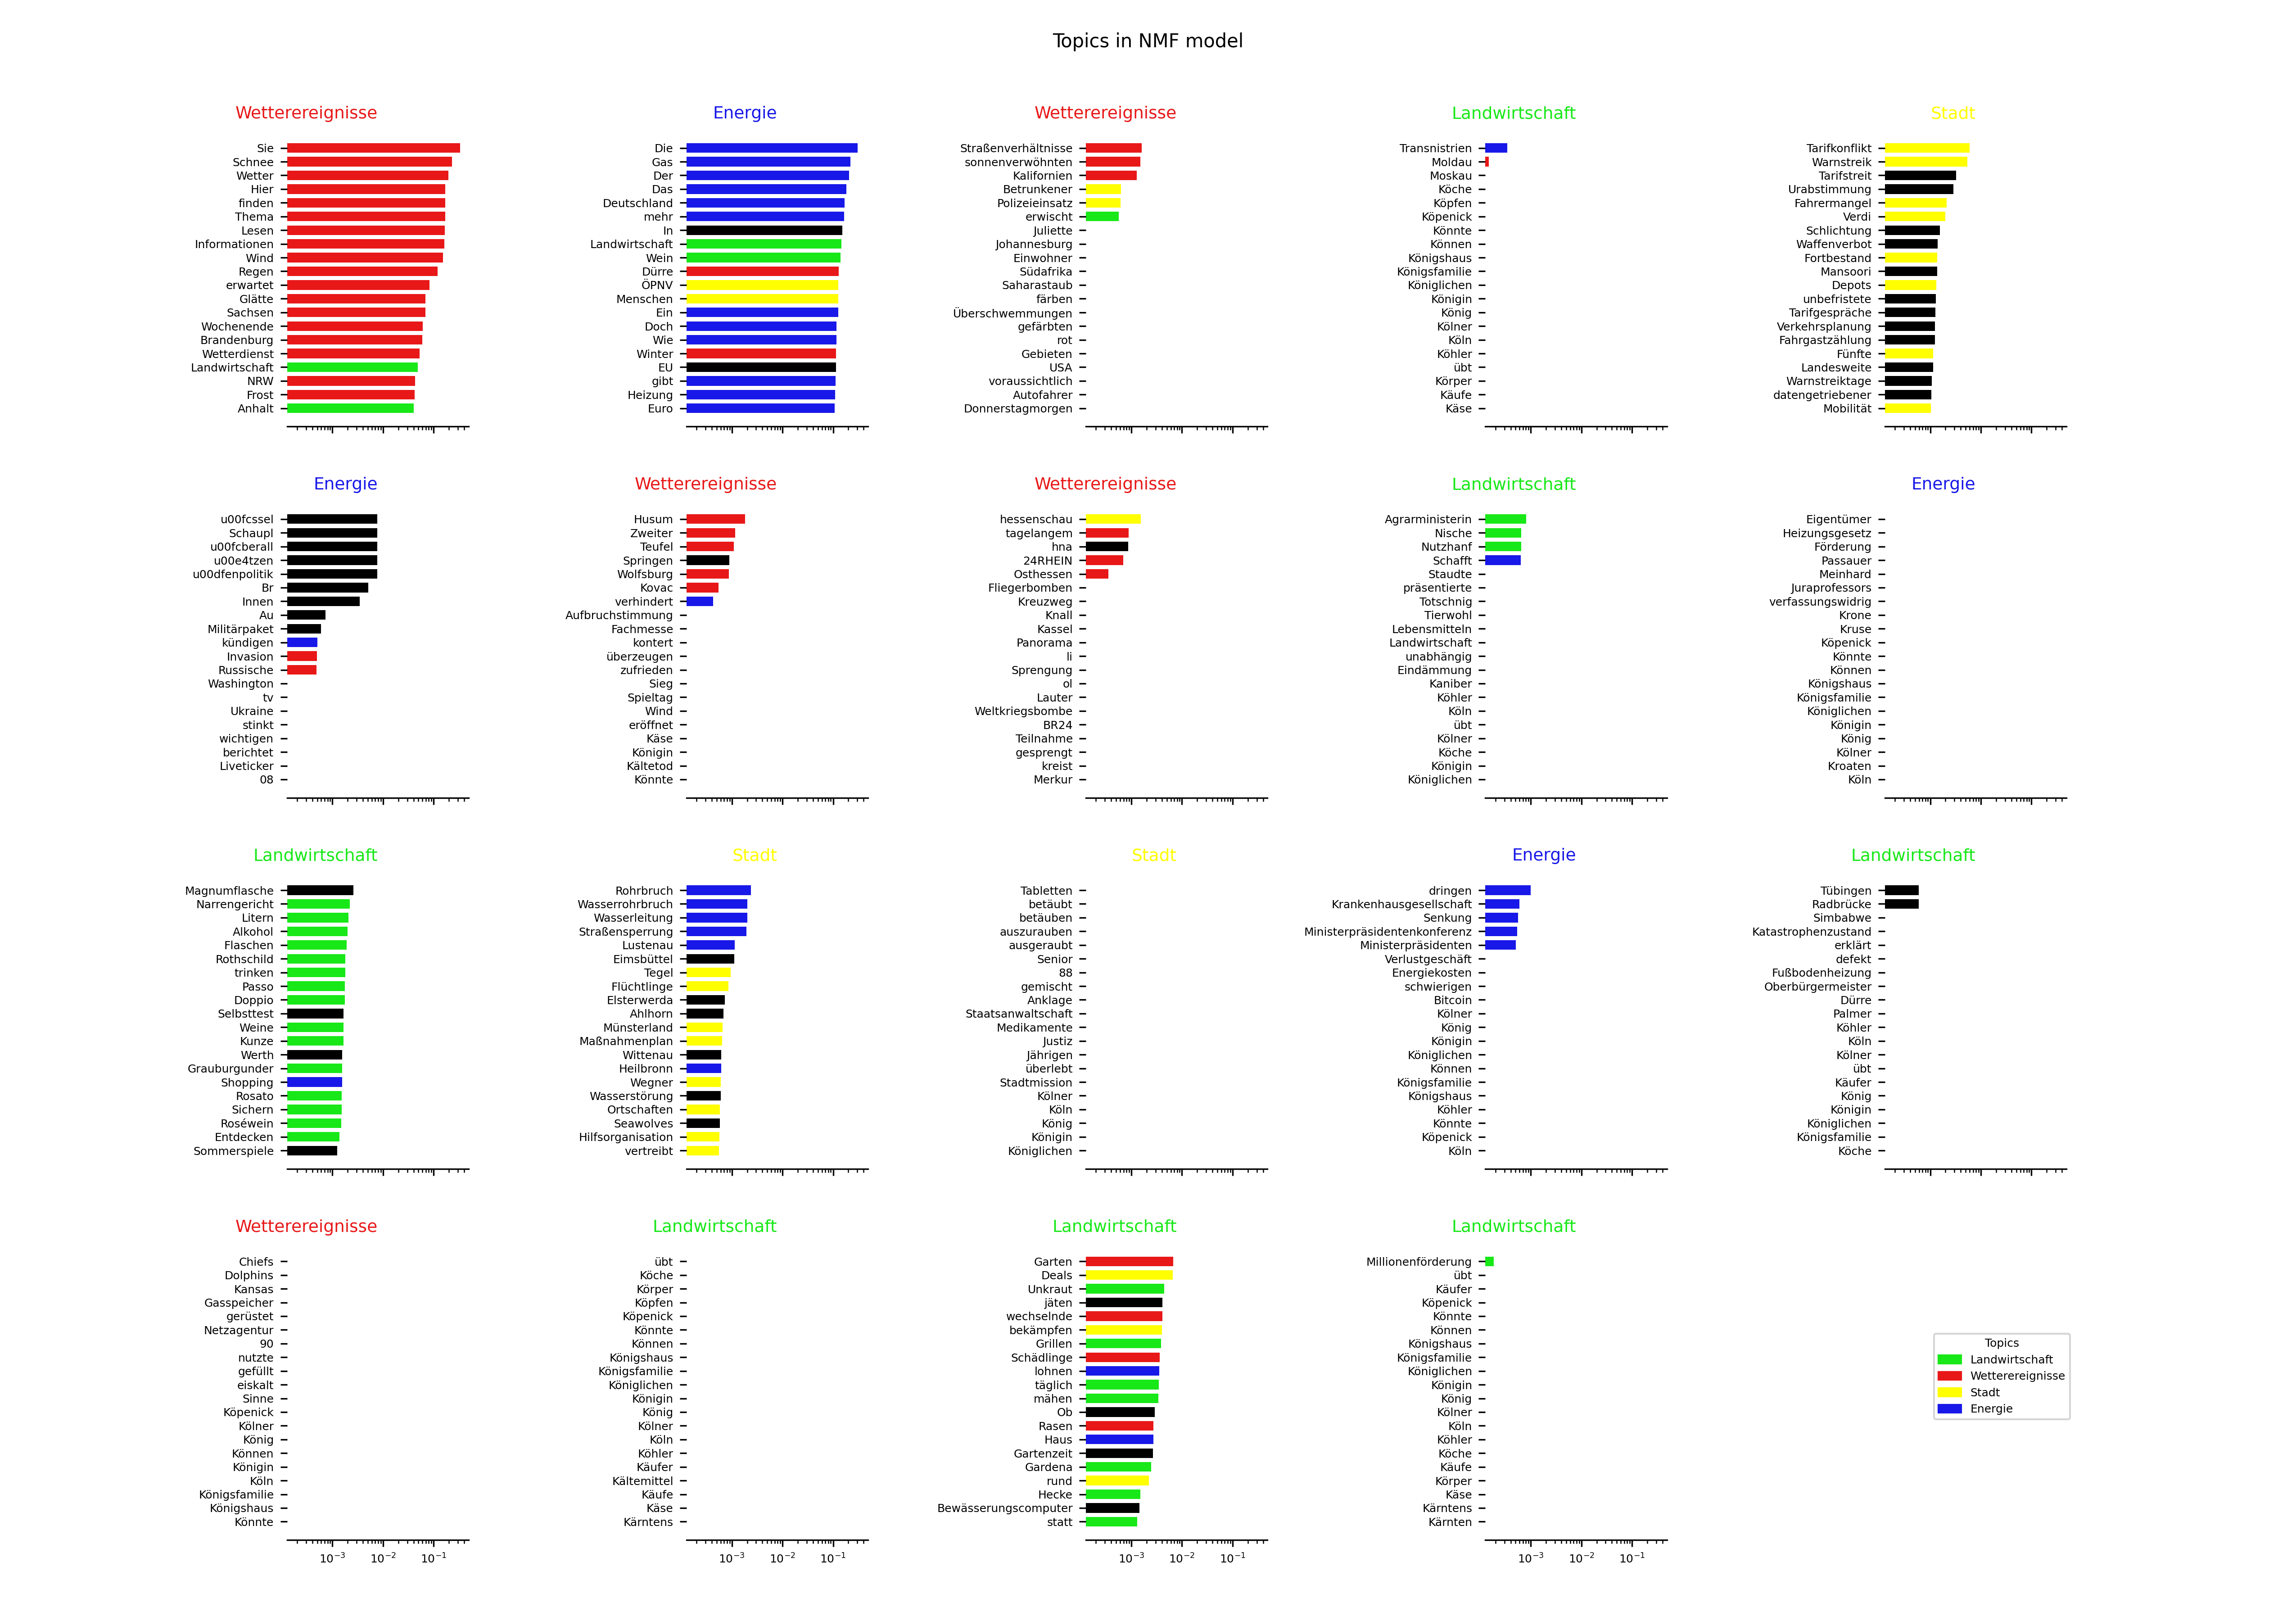 Topics in NMF model
Wetterereignisse
Sie
Schnee
Wetter
Hier
finden
Thema
Lesen
Informationen
Wind
Regen
erwartet
Glätte
Sachsen
Wochenende
Brandenburg
Wetterdienst
Landwirtschaft
NRW
Frost
Anhalt
Energie
Die
Gas
Der
Das
Deutschland
mehr
In
Landwirtschaft
Wein
Dürre
ÖPNV
Menschen
Ein
Doch
Wie
Winter
EU
gibt
Heizung
Euro
Wetterereignisse
Straßenverhältnisse
sonnenverwöhnten
Kalifornien
Betrunkener
Polizeieinsatz
erwischt
Juliette
Johannesburg
Einwohner
Südafrika
Saharastaub
färben
Überschwemmungen
gefärbten
rot
Gebieten
USA
voraussichtlich
Autofahrer
Donnerstagmorgen
Landwirtschaft
Transnistrien
Moldau
Moskau
Köche
Köpfen
Köpenick
Könnte
Können
Königshaus
Königsfamilie
Königlichen
Königin
König
Kölner
Köln
Köhler
übt
Körper
Käufe
Käse
Stadt
Tarifkonflikt
Warnstreik
Tarifstreit
Urabstimmung
Fahrermangel
Verdi
Schlichtung
Waffenverbot
Fortbestand
Mansoori
Depots
unbefristete
Tarifgespräche
Verkehrsplanung
Fahrgastzählung
Fünfte
Landesweite
Warnstreiktage
datengetriebener
Mobilität
Energie
u00fcssel
Schaupl
u00fcberall
u00e4tzen
u00dfenpolitik
Br
Innen
Au
Militärpaket
kündigen
Invasion
Russische
Washington
tv
Ukraine
stinkt
wichtigen
berichtet
Liveticker
08
Wetterereignisse
Husum
Zweiter
Teufel
Springen
Wolfsburg
Kovac
verhindert
Aufbruchstimmung
Fachmesse
kontert
überzeugen
zufrieden
Sieg
Spieltag
Wind
eröffnet
Käse
Königin
Kältetod
Könnte
Wetterereignisse
hessenschau
tagelangem
hna
24RHEIN
Osthessen
Fliegerbomben
Kreuzweg
Knall
Kassel
Panorama
li
Sprengung
ol
Lauter
Weltkriegsbombe
BR24
Teilnahme
gesprengt
kreist
Merkur
Landwirtschaft
Agrarministerin
Nische
Nutzhanf
Schafft
Staudte
präsentierte
Totschnig
Tierwohl
Lebensmitteln
Landwirtschaft
unabhängig
Eindämmung
Kaniber
Köhler
Köln
übt
Kölner
Köche
Königin
Königlichen
Energie
Eigentümer
Heizungsgesetz
Förderung
Passauer
Meinhard
Juraprofessors
verfassungswidrig
Krone
Kruse
Köpenick
Könnte
Können
Königshaus
Königsfamilie
Königlichen
Königin
König
Kölner
Kroaten
Köln
Landwirtschaft
Magnumflasche
Narrengericht
Litern
Alkohol
Flaschen
Rothschild
trinken
Passo
Doppio
Selbsttest
Weine
Kunze
Werth
Grauburgunder
Shopping
Rosato
Sichern
Roséwein
Entdecken
Sommerspiele
Stadt
Rohrbruch
Wasserrohrbruch
Wasserleitung
Straßensperrung
Lustenau
Eimsbüttel
Tegel
Flüchtlinge
Elsterwerda
Ahlhorn
Münsterland
Maßnahmenplan
Wittenau
Heilbronn
Wegner
Wasserstörung
Ortschaften
Seawolves
Hilfsorganisation
vertreibt
Stadt
Tabletten
betäubt
betäuben
auszurauben
ausgeraubt
Senior
88
gemischt
Anklage
Staatsanwaltschaft
Medikamente
Justiz
Jährigen
überlebt
Stadtmission
Kölner
Köln
König
Königin
Königlichen
Energie
dringen
Krankenhausgesellschaft
Senkung
Ministerpräsidentenkonferenz
Ministerpräsidenten
Verlustgeschäft
Energiekosten
schwierigen
Bitcoin
Kölner
König
Königin
Königlichen
Können
Königsfamilie
Königshaus
Köhler
Könnte
Köpenick
Köln
Landwirtschaft
Tübingen
Radbrücke
Simbabwe
Katastrophenzustand
erklärt
defekt
Fußbodenheizung
Oberbürgermeister
Dürre
Palmer
Köhler
Köln
Kölner
übt
Käufer
König
Königin
Königlichen
Königsfamilie
Köche
Wetterereignisse
Chiefs
Dolphins
Kansas
Gasspeicher
gerüstet
Netzagentur
90
nutzte
gefüllt
eiskalt
Sinne
Köpenick
Kölner
König
Können
Königin
Köln
Königsfamilie
Königshaus
Könnte
10⁻³ 10⁻² 10⁻¹
Landwirtschaft
übt
Köche
Körper
Köpfen
Köpenick
Könnte
Können
Königshaus
Königsfamilie
Königlichen
Königin
König
Kölner
Köln
Köhler
Käufer
Kältemittel
Käufe
Käse
Kärntens
10⁻³ 10⁻² 10⁻¹
Landwirtschaft
Garten
Deals
Unkraut
jäten
wechselnde
bekämpfen
Grillen
Schädlinge
lohnen
täglich
mähen
Ob
Rasen
Haus
Gartenzeit
Gardena
rund
Hecke
Bewässerungscomputer
statt
10⁻³ 10⁻² 10⁻¹
Landwirtschaft
Millionenförderung
übt
Käufer
Köpenick
Könnte
Können
Königshaus
Königsfamilie
Königlichen
Königin
König
Kölner
Köln
Köhler
Köche
Käufe
Körper
Käse
Kärntens
Kärnten
10⁻³ 10⁻² 10⁻¹
Topics
Landwirtschaft
Wetterereignisse
Stadt
Energie